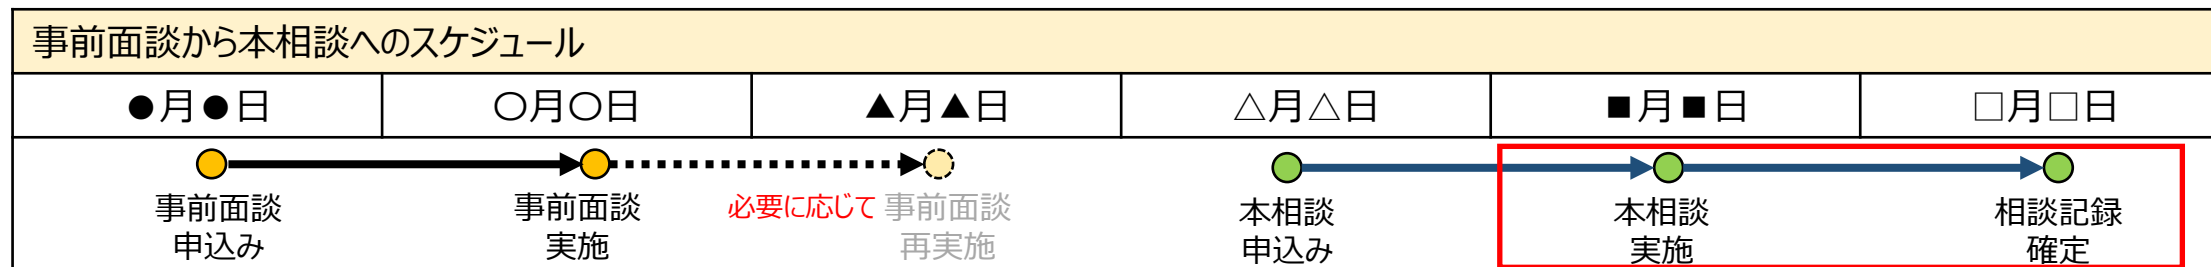 事前面談から本相談へのスケジュール
●月●日
○月○日
▲月▲日
△月△日
■月■日
□月□日
事前面談
申込み
事前面談
実施
必要に応じて
事前面談
再実施
本相談
申込み
本相談
実施
相談記録
確定